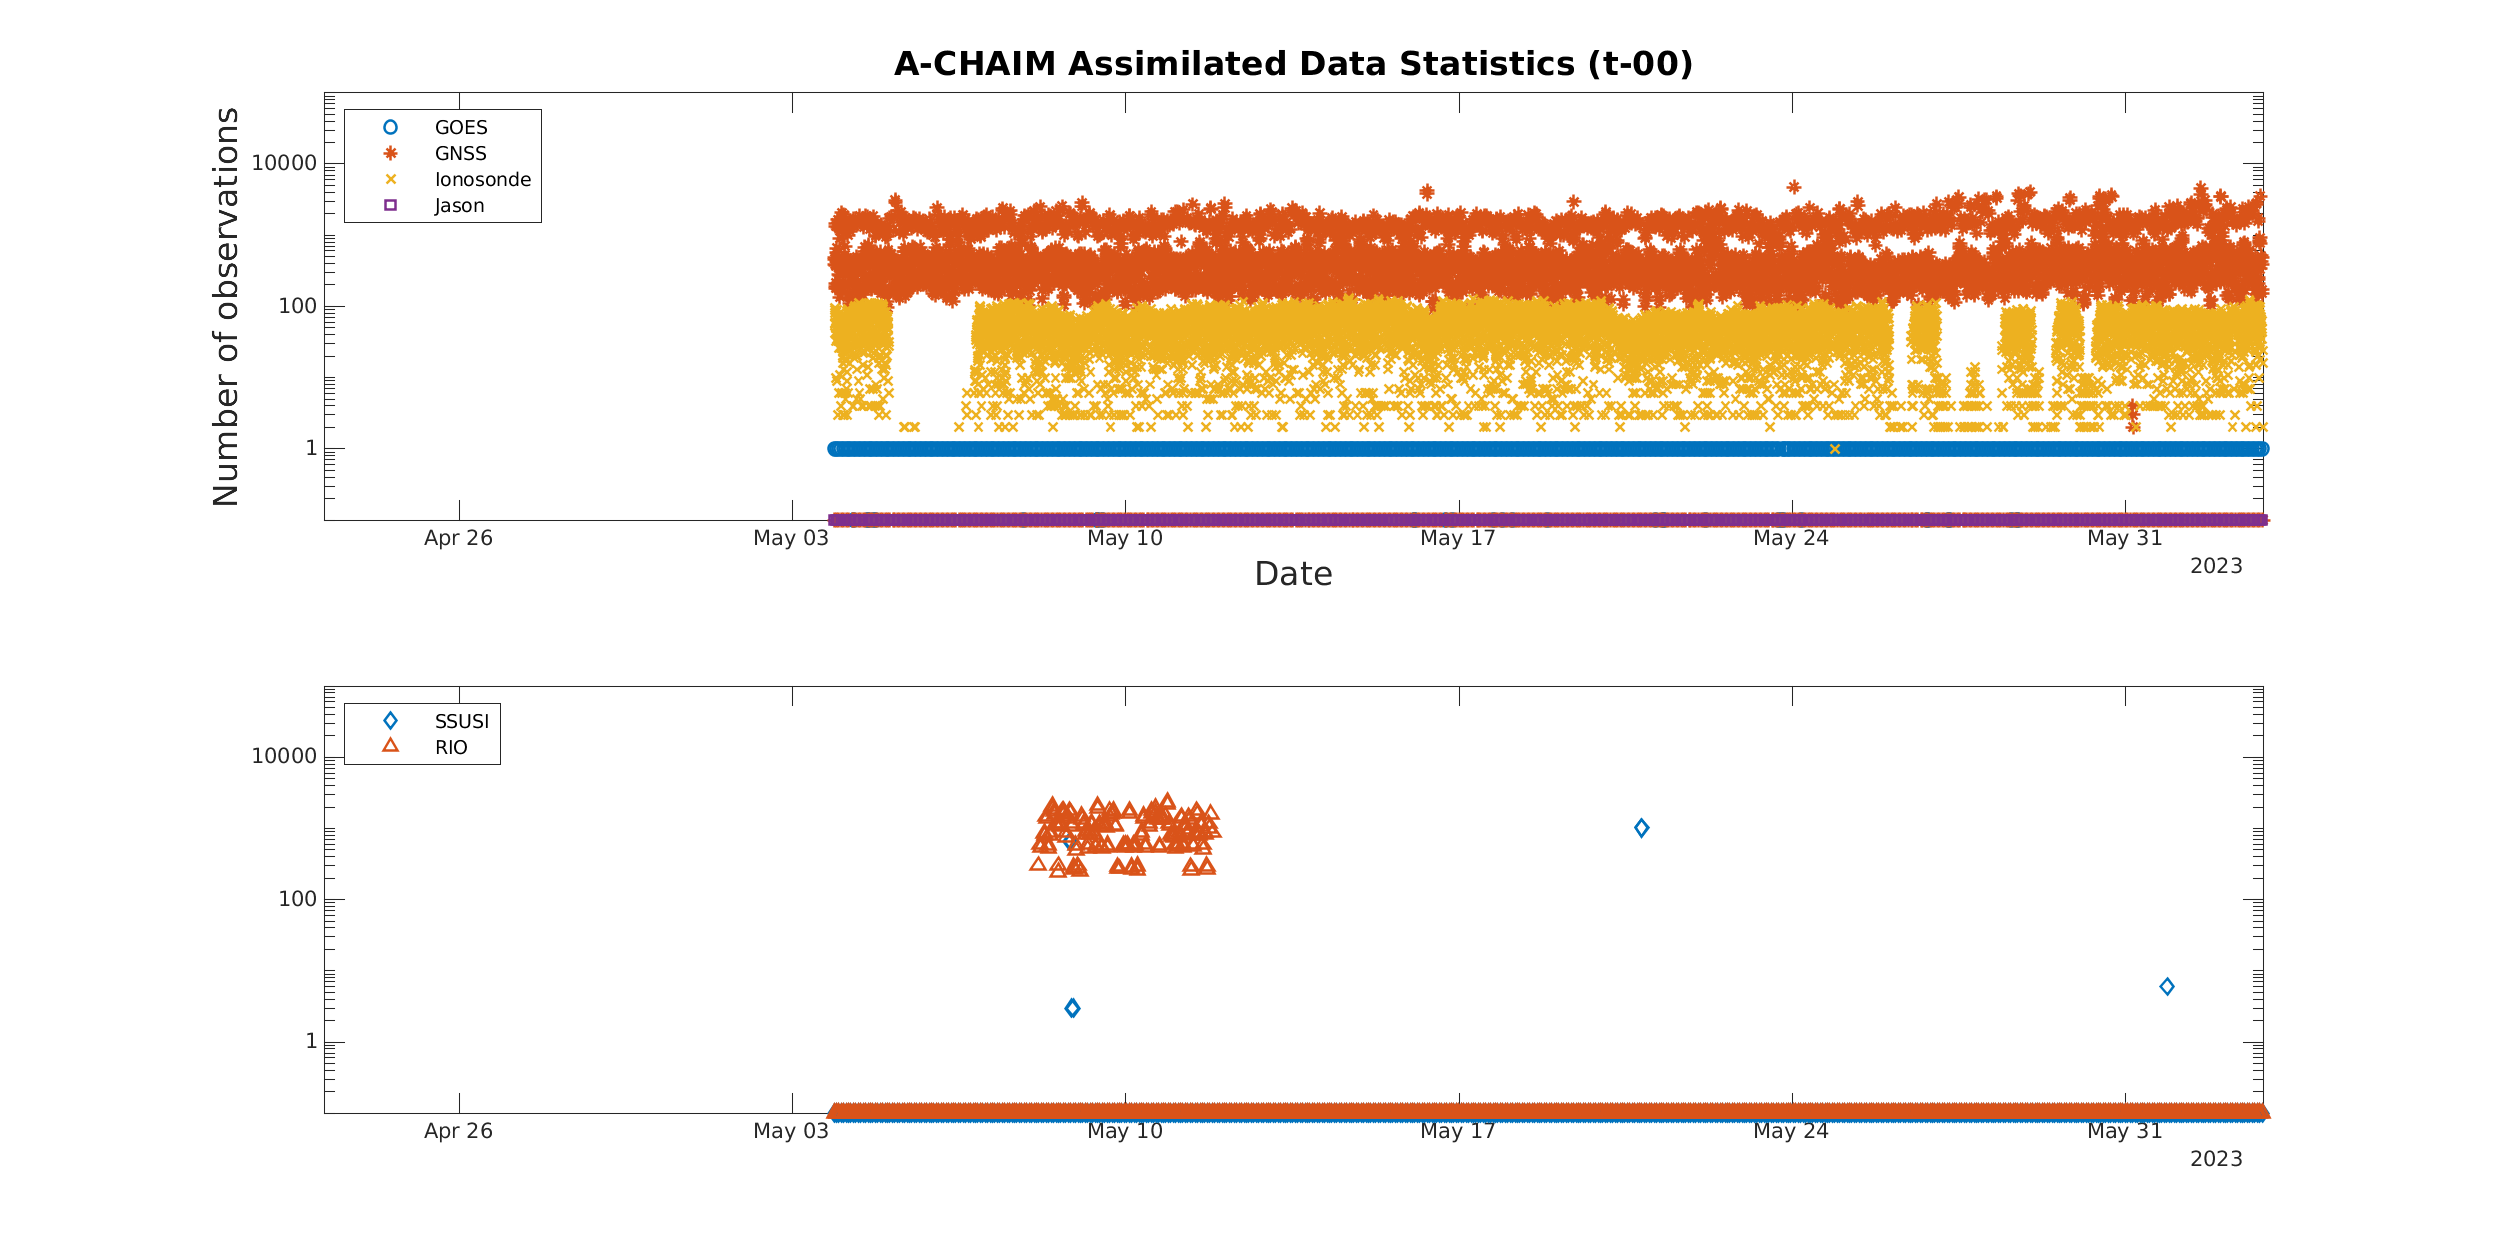 A-CHAIM Assimilated Data Statistics (t-00)
Number of observations
10000
100
1
GOES
GNSS
Ionosonde
Jason
Apr 26
May 03
May 10
May 17
May 24
May 31
2023
Date
10000
100
1
SSUSI
RIO
Apr 26
May 03
May 10
May 17
May 24
May 31
2023